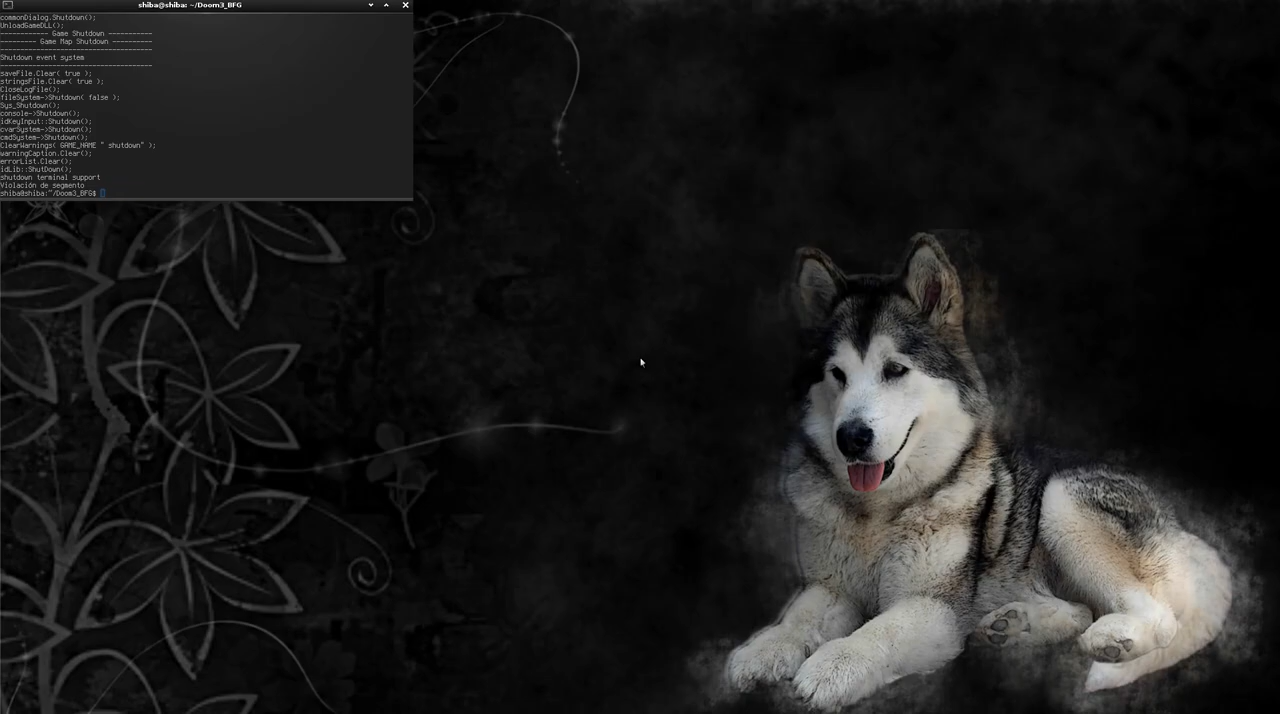 shiba@shiba: ~/Doom3_BFG
commonDialog.Shutdown();
UnloadGameDLL();
------------ Game Shutdown -----------
--------- Game Map Shutdown ----------
--------------------------------------
Shutdown event system
--------------------------------------
saveFile.Clear( true );
stringsFile.Clear( true );
CloseLogFile();
fileSystem->Shutdown( false );
Sys_Shutdown();
console->Shutdown();
idKeyInput::Shutdown();
cvarSystem->Shutdown();
cmdSystem->Shutdown();
ClearWarnings( GAME_NAME " shutdown" );
warningCaption.Clear();
errorList.Clear();
idLib::ShutDown();
shutdown terminal support
Violación de segmento
shiba@shiba:~/Doom3_BFG$